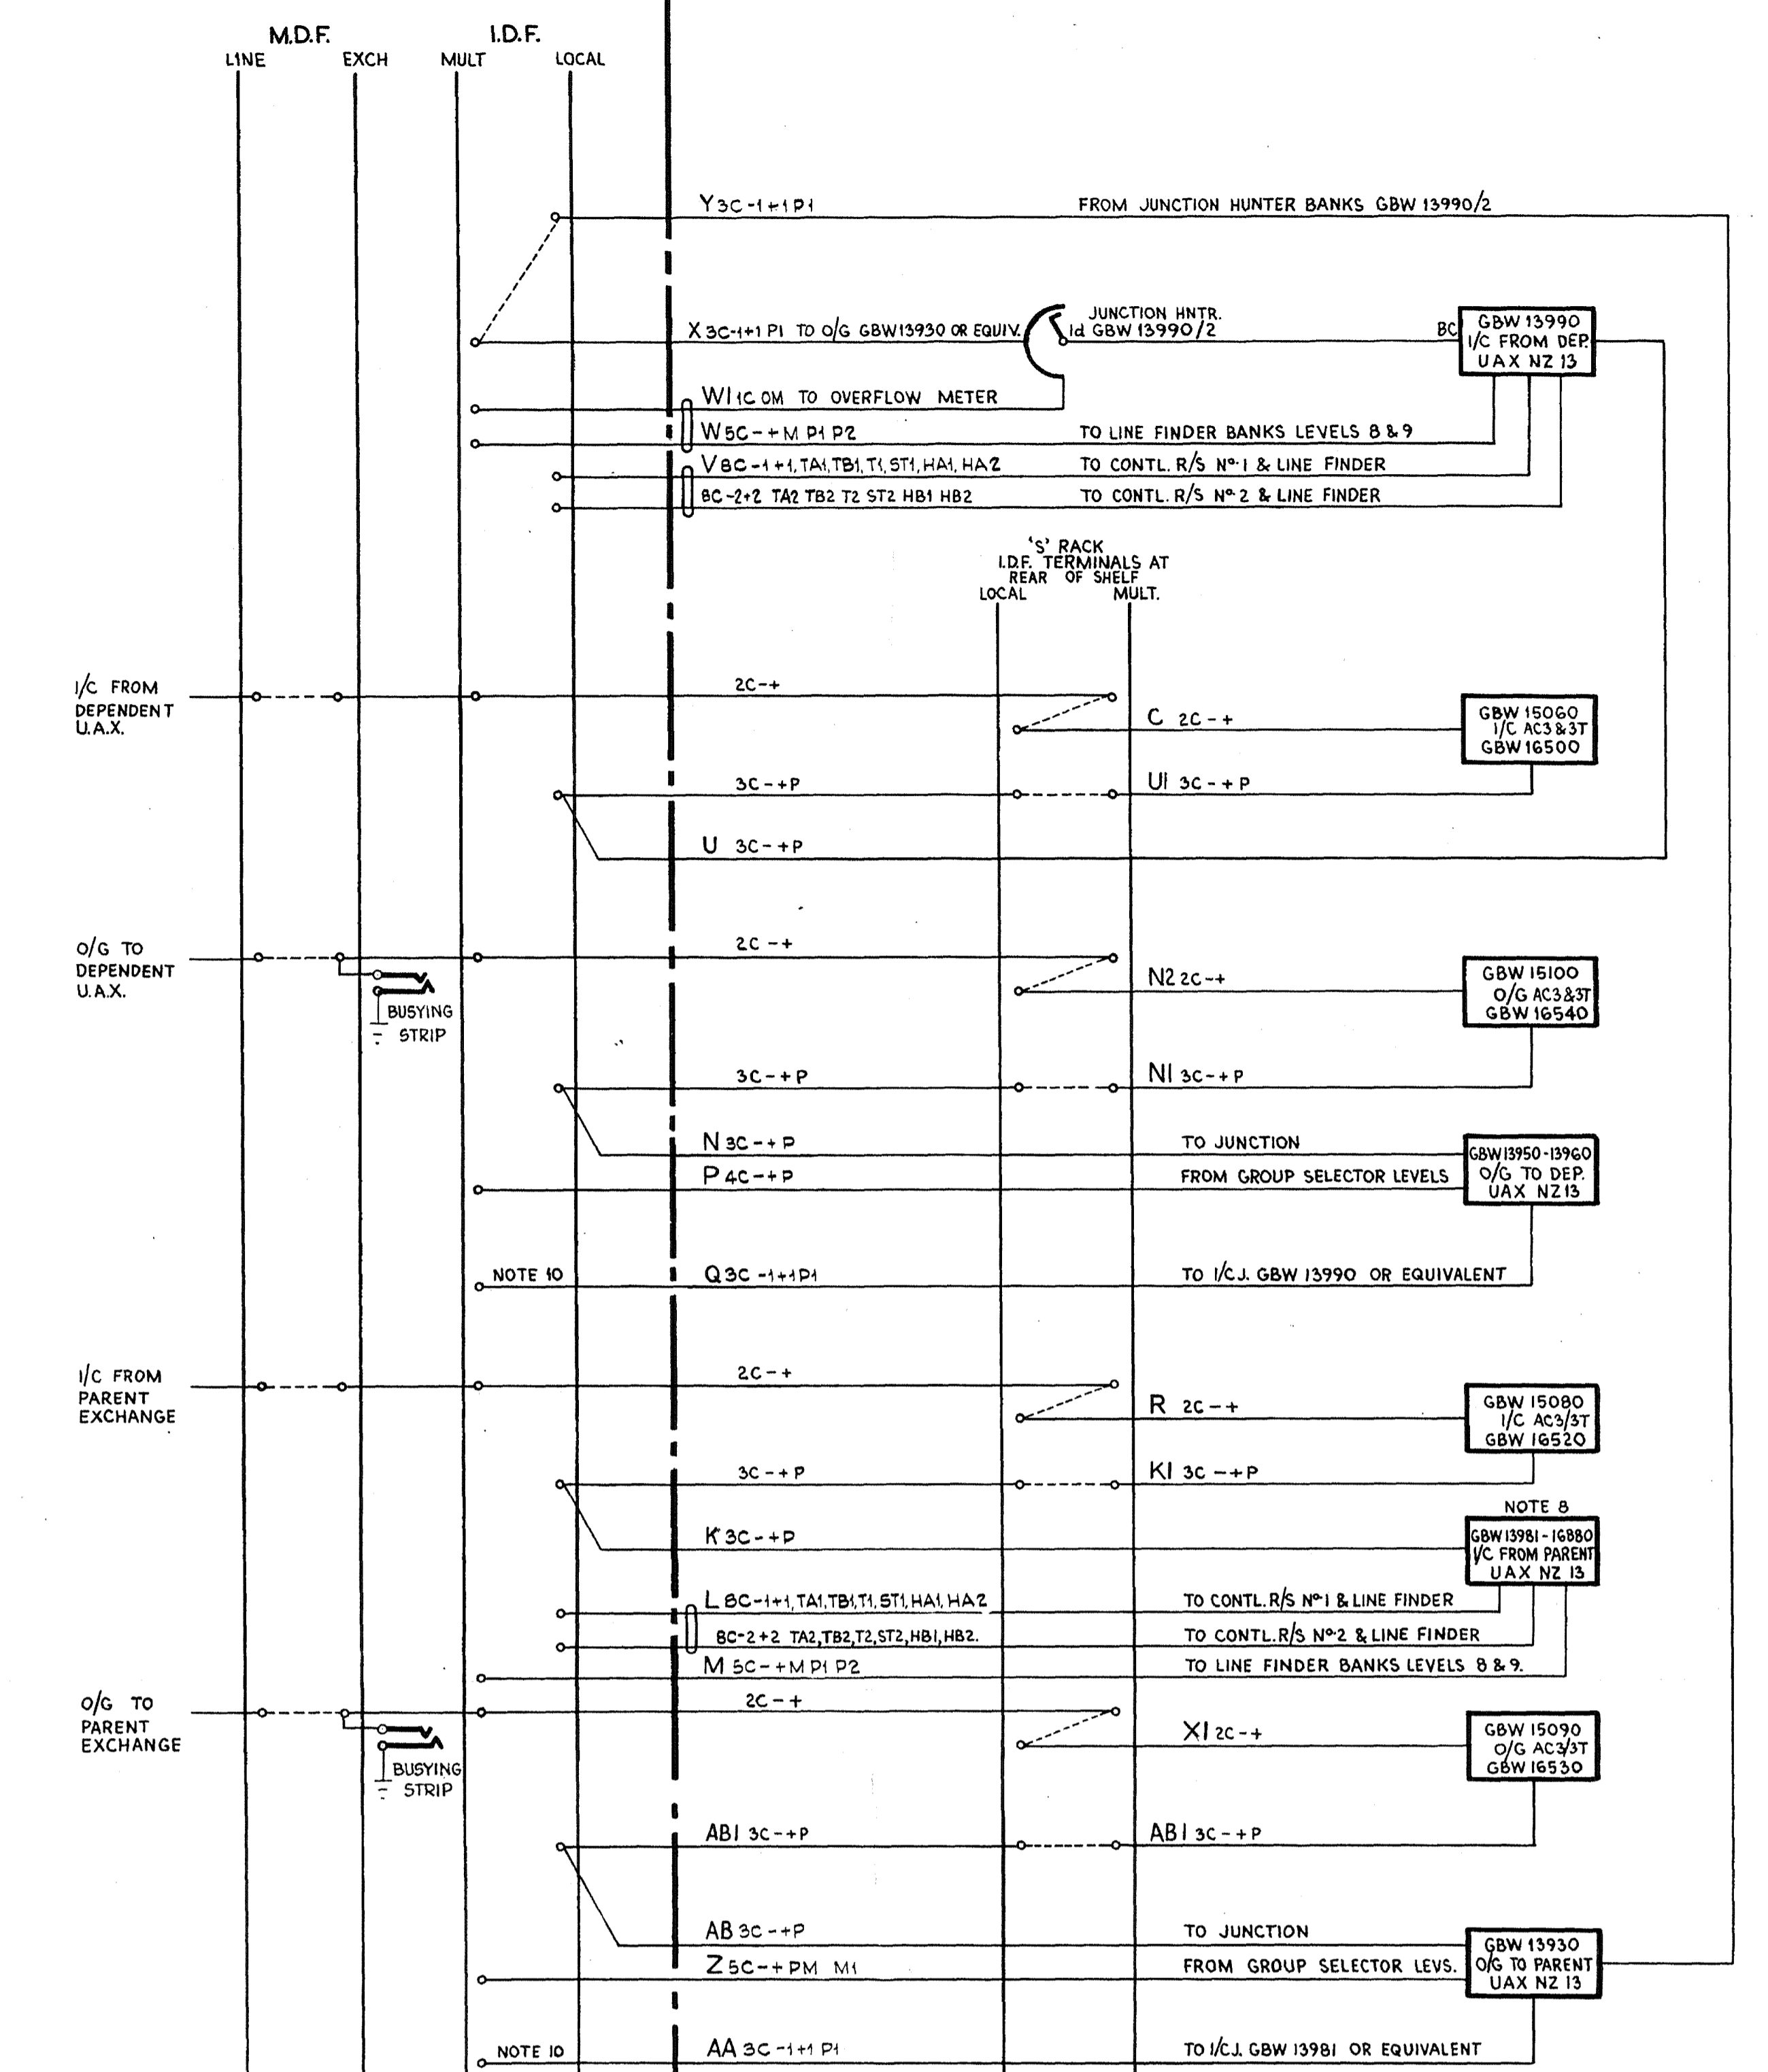 M.D.F. I.D.F.
LINE EXCH MULT LOCAL
Y 3C -1+1 P1 FROM JUNCTION HUNTER BANKS GBW 13990/2
X 3C-1+1 P1 TO O/G GBW13930 OR EQUIV.
JUNCTION HNTR.
1d GBW 13990/2
BC
GBW 13990
I/C FROM DEP.
UAX NZ 13
W1 1C OM TO OVERFLOW METER
W 5C -+M P1 P2 TO LINE FINDER BANKS LEVELS 8 & 9
V 8C -1+1, TA1, TB1, T1, ST1, HA1, HA2 TO CONTL. R/S No. 1 & LINE FINDER
8C -2+2 TA2 TB2 T2 ST2 HB1 HB2 TO CONTL. R/S No. 2 & LINE FINDER
'S' RACK
I.D.F. TERMINALS AT
REAR OF SHELF
LOCAL MULT.
I/C FROM
DEPENDENT
U.A.X.
2C-+
C 2C -+
GBW 15060
I/C AC3&3T
GBW 16500
3C -+P
U1 3C -+ P
U 3C -+P
O/G TO
DEPENDENT
U.A.X.
BUSYING
STRIP
2C -+
N2 2C-+
GBW 15100
O/G AC3&3T
GBW 16540
3C -+ P
N1 3C-+P
N 3C -+ P TO JUNCTION
P 4C -+ P FROM GROUP SELECTOR LEVELS
GBW13950-13960
O/G TO DEP.
UAX NZ13
NOTE 10 Q 3C -1+1P1 TO I/CJ. GBW 13990 OR EQUIVALENT
I/C FROM
PARENT
EXCHANGE
2C -+
R 2C -+
GBW 15080
I/C AC3/3T
GBW 16520
3C -+ P
K1 3C -+P
NOTE 8
K 3C -+P
GBW 13981-16880
I/C FROM PARENT
UAX NZ 13
L 8C-1+1, TA1, TB1, T1, ST1, HA1, HA2 TO CONTL. R/S No. 1 & LINE FINDER
8C-2+2 TA2, TB2, T2, ST2, HB1, HB2. TO CONTL. R/S No. 2 & LINE FINDER
M 5C -+M P1 P2 TO LINE FINDER BANKS LEVELS 8 & 9.
O/G TO
PARENT
EXCHANGE
BUSYING
STRIP
2C -+
X1 2C -+
GBW 15090
O/G AC3/3T
GBW 16530
AB1 3C -+P
AB1 3C -+P
AB 3C -+P TO JUNCTION
Z 5C -+ PM M1 FROM GROUP SELECTOR LEVS.
GBW 13930
O/G TO PARENT
UAX NZ 13
NOTE 10 AA 3C -1+1 P1 TO I/CJ. GBW 13981 OR EQUIVALENT